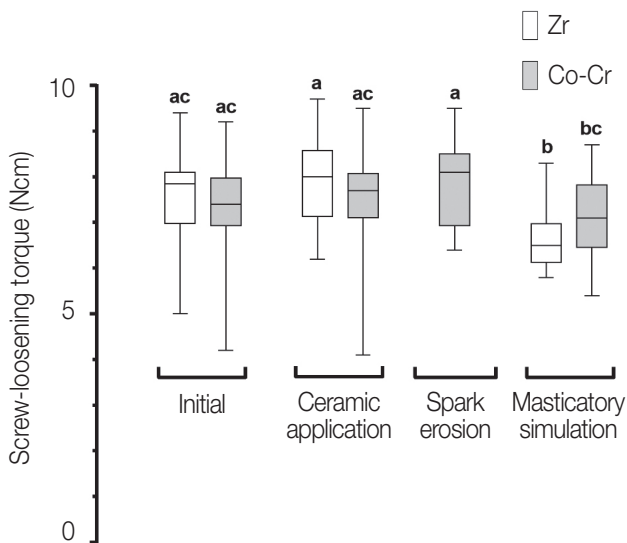 Zr
Co-Cr
Screw-loosening torque (Ncm)
10
5
0
ac
ac
a
ac
a
b
bc
Initial
Ceramic
application
Spark
erosion
Masticatory
simulation